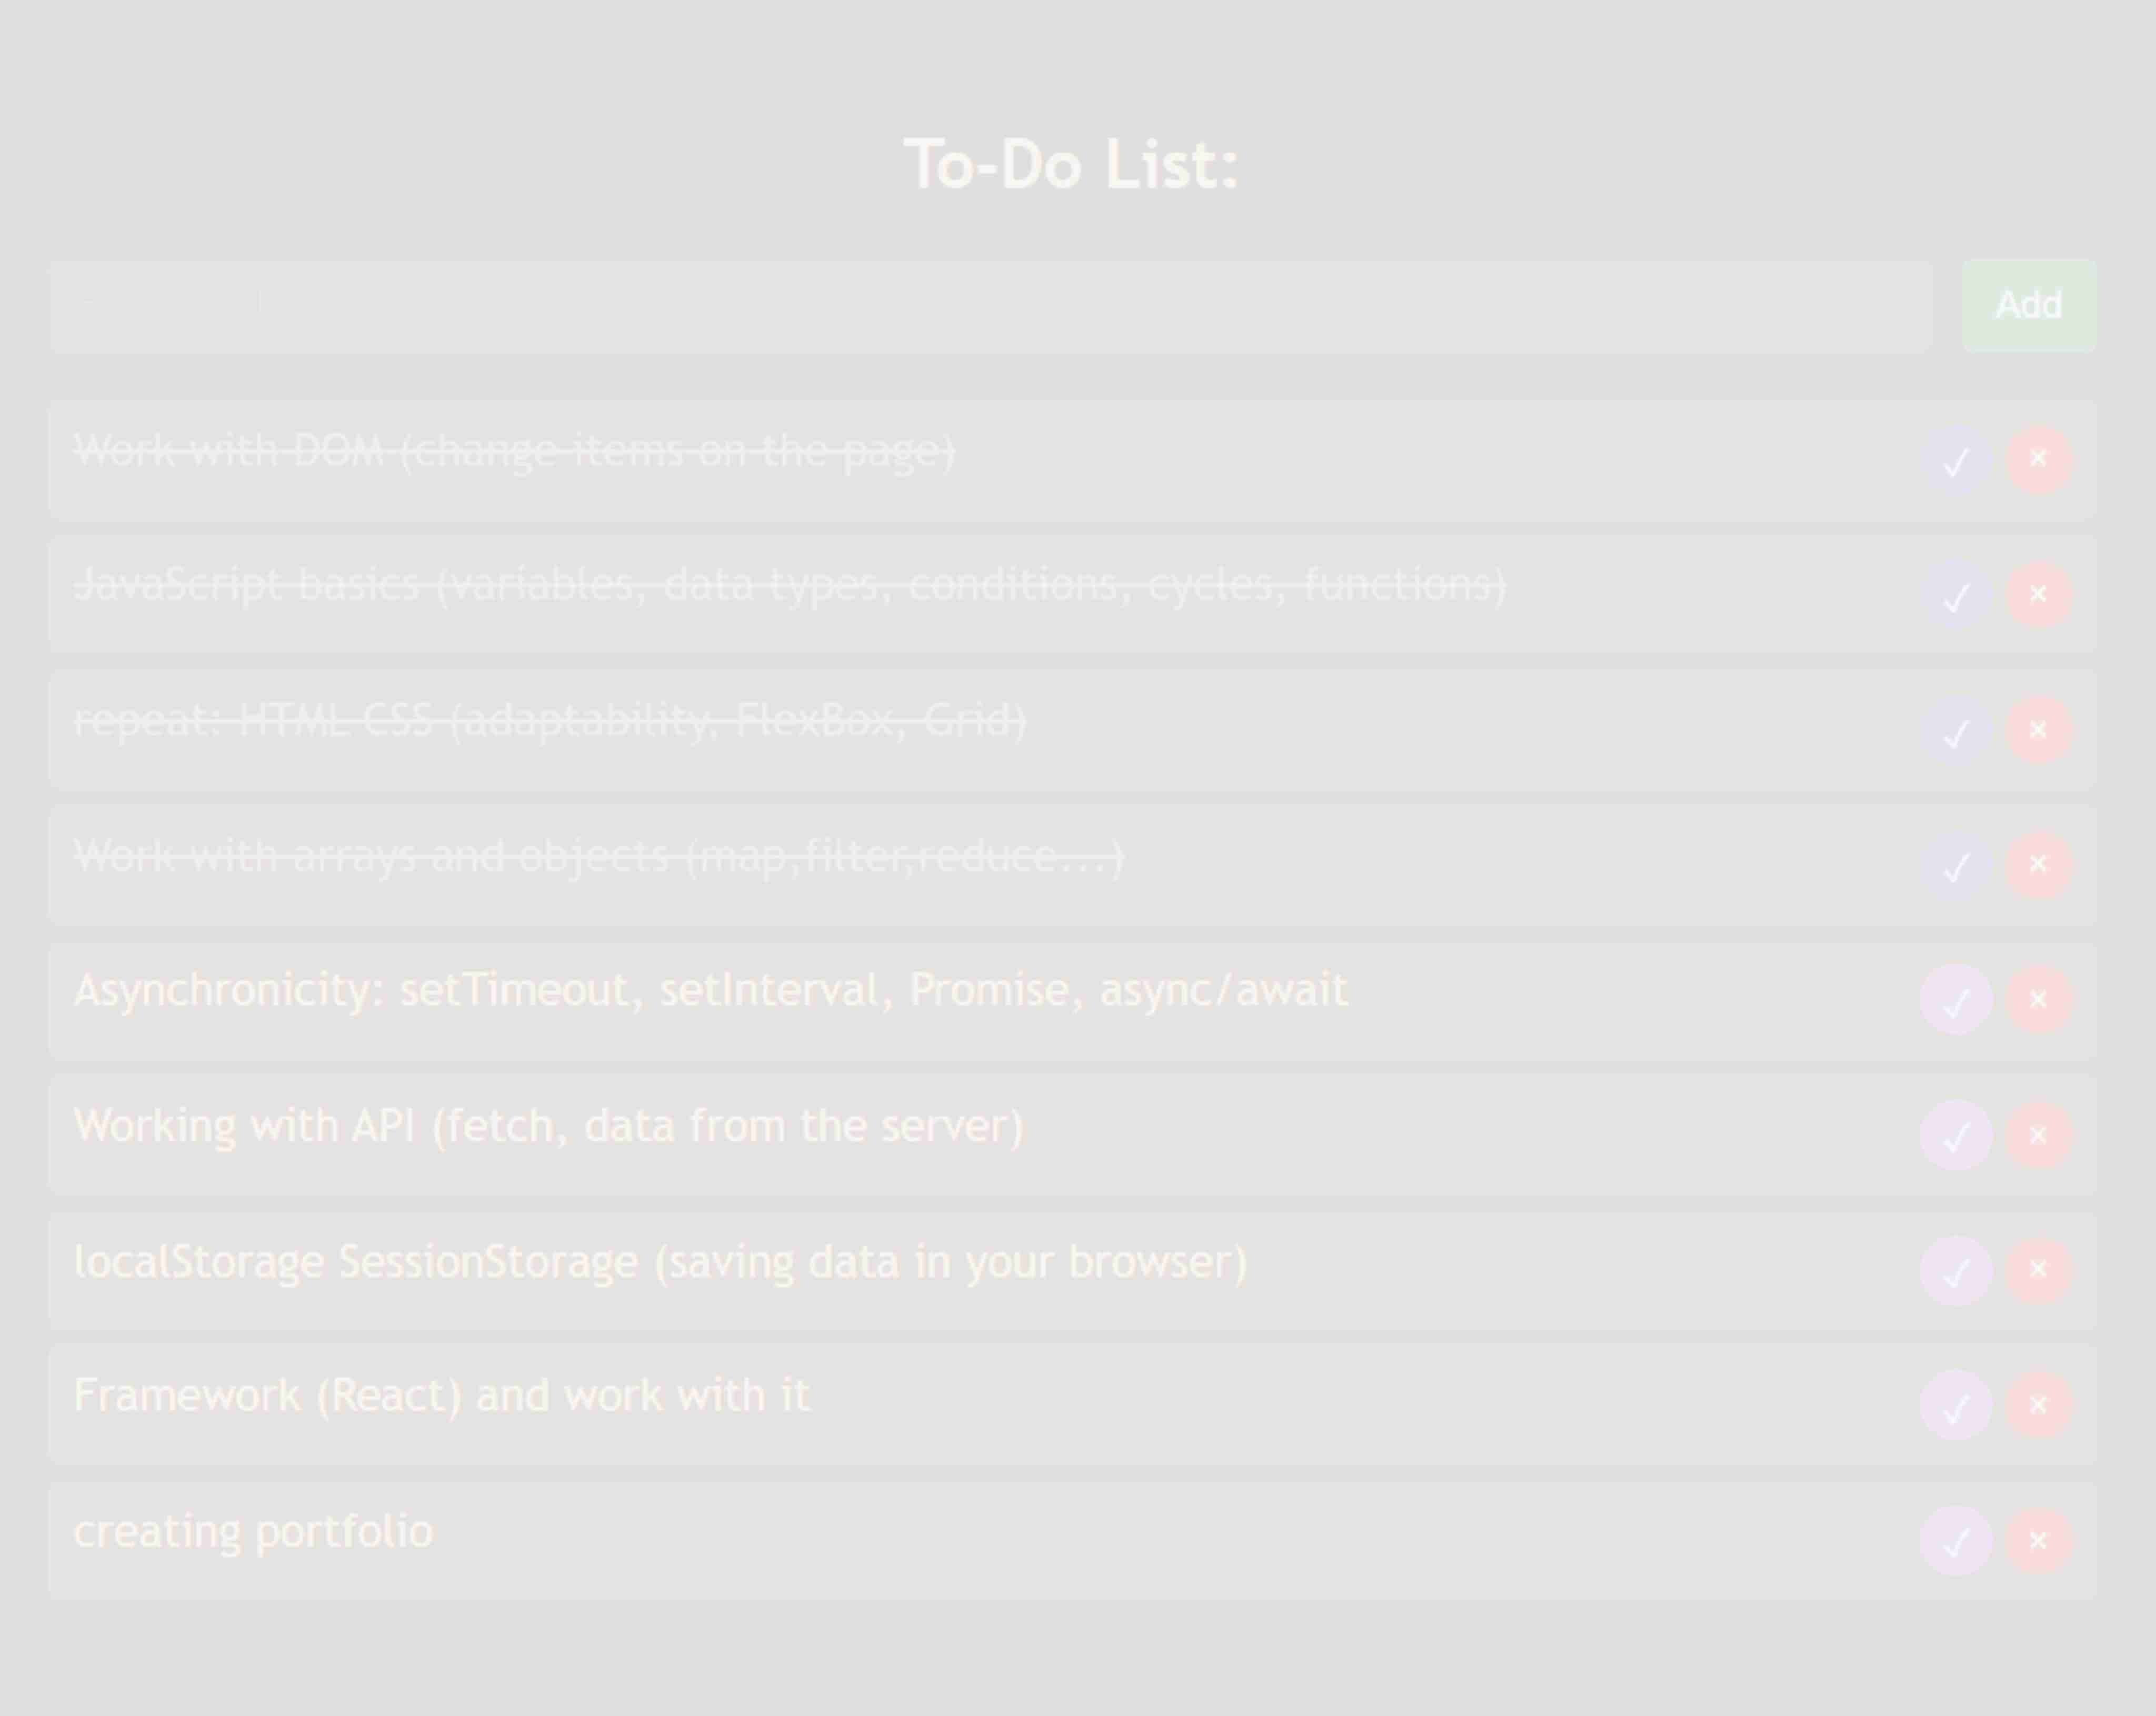 To-Do List:
Add
Work with DOM (change items on the page)
JavaScript basics (variables, data types, conditions, cycles, functions)
repeat: HTML CSS (adaptability, FlexBox, Grid)
Work with arrays and objects (map,filter,reduce...)
Asynchronicity: setTimeout, setInterval, Promise, async/await
Working with API (fetch, data from the server)
localStorage SessionStorage (saving data in your browser)
Framework (React) and work with it
creating portfolio